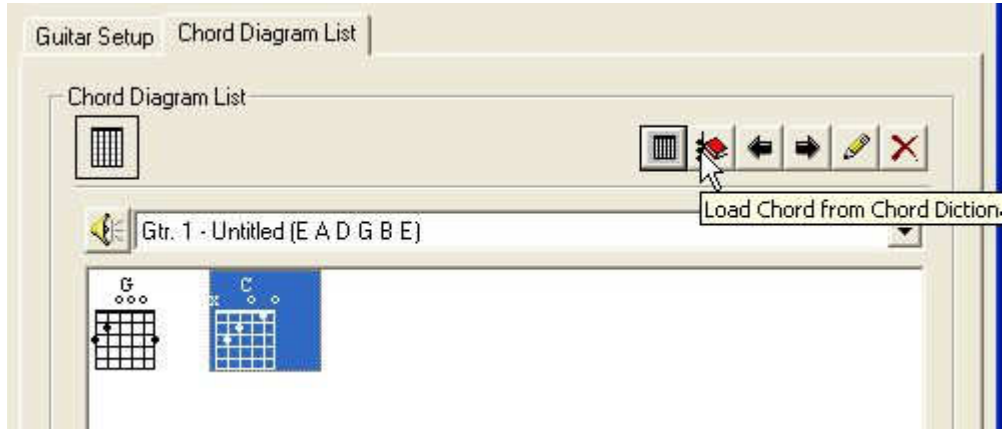 Guitar Setup
Chord Diagram List
Chord Diagram List
Load Chord from Chord Diction
Gtr. 1 - Untitled (E A D G B E)
G
C
x